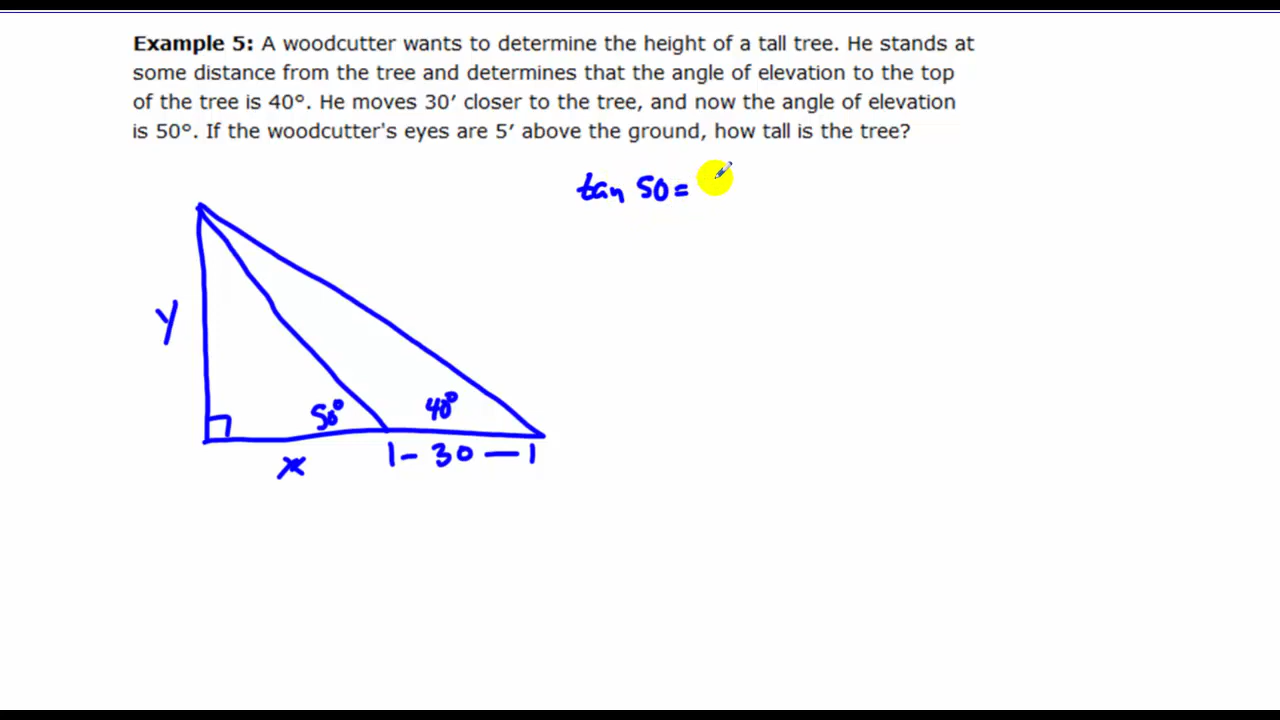 Example 5: A woodcutter wants to determine the height of a tall tree. He stands at
some distance from the tree and determines that the angle of elevation to the top
of the tree is 40°. He moves 30′ closer to the tree, and now the angle of elevation
is 50°. If the woodcutter's eyes are 5′ above the ground, how tall is the tree?
tan 50 =
y
50°
40°
x
30